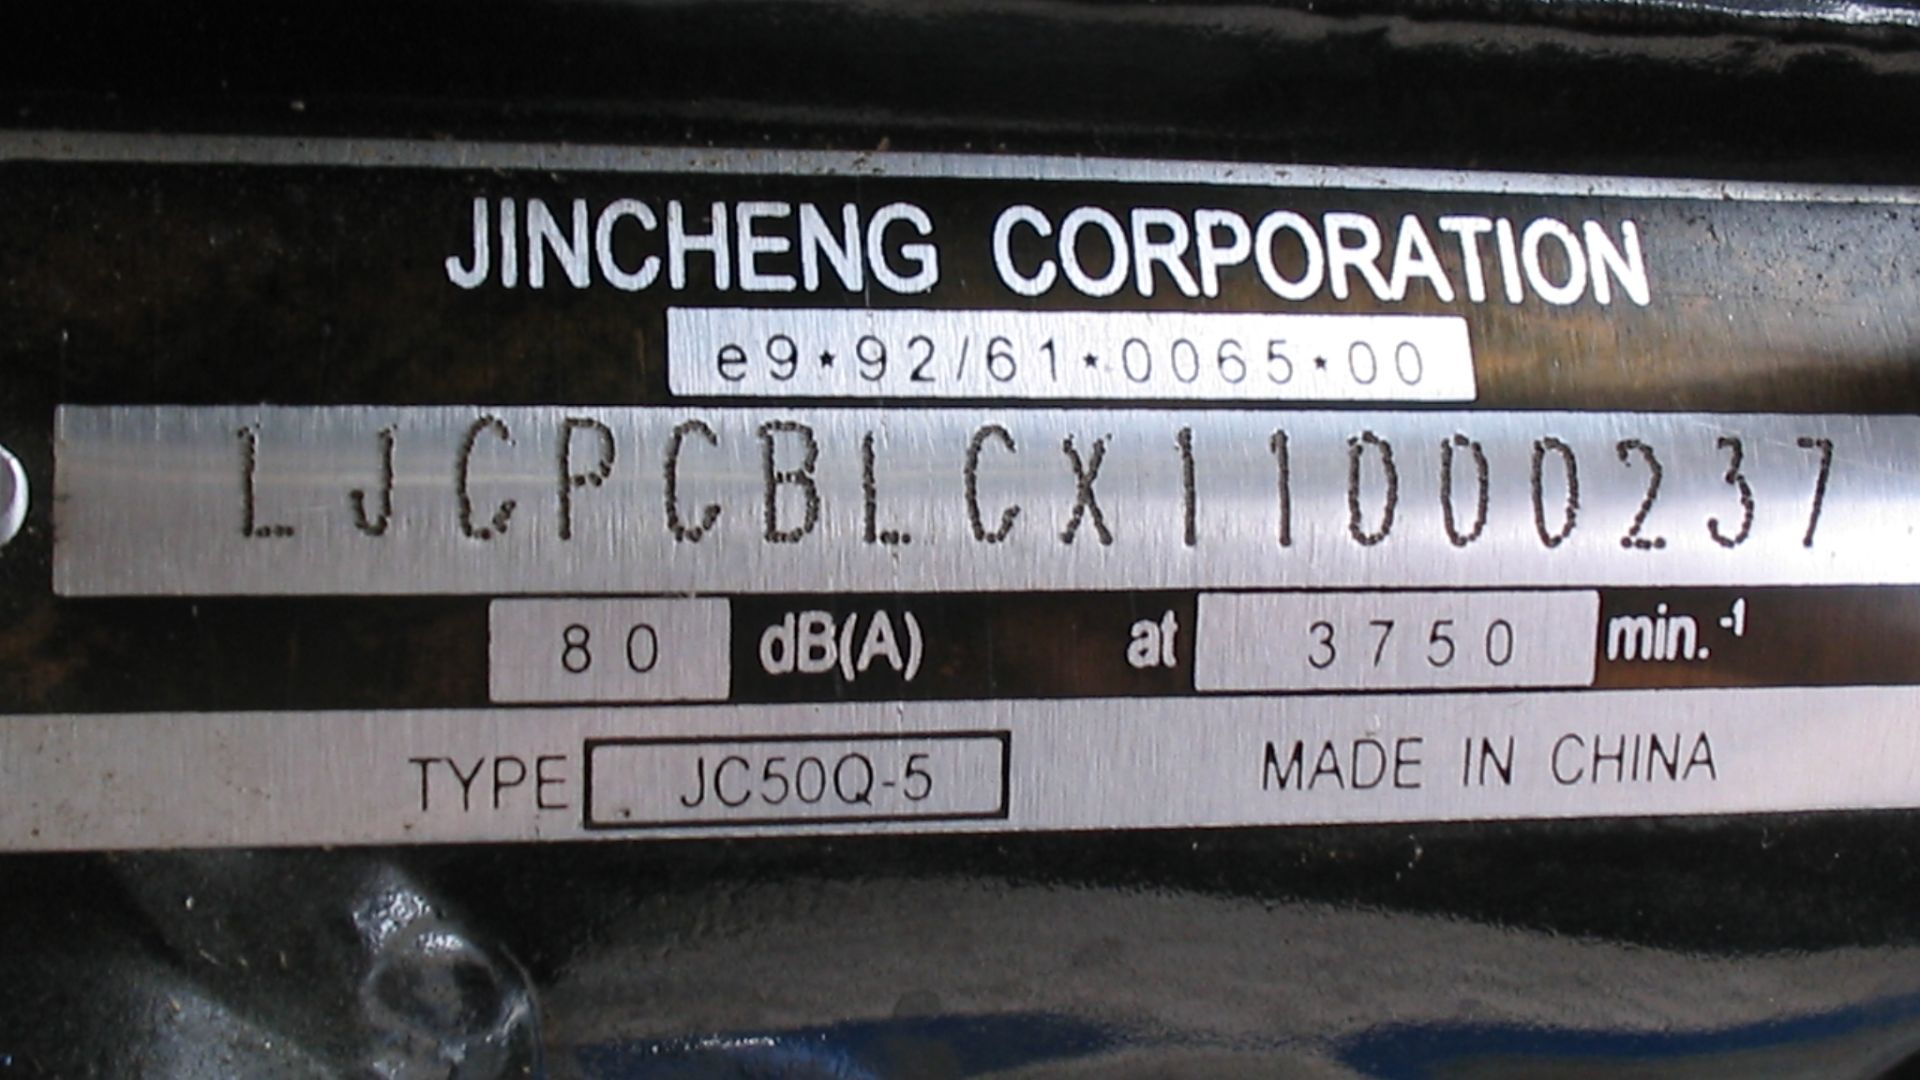 JINCHENG CORPORATION
e9*92/61*0065*00
LJCPCBLCX11000237
80 dB(A) at 3750 min.⁻¹
TYPE JC50Q-5 MADE IN CHINA